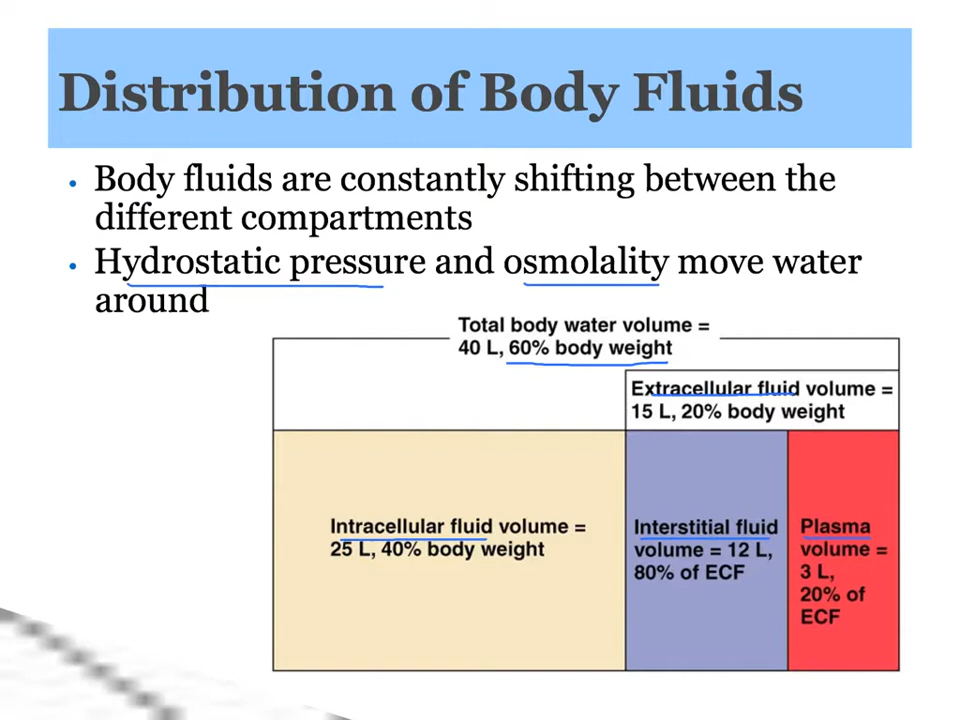 Distribution of Body Fluids
• Body fluids are constantly shifting between the
different compartments
• Hydrostatic pressure and osmolality move water
around
Total body water volume =
40 L, 60% body weight
Extracellular fluid volume =
15 L, 20% body weight
Intracellular fluid volume =
25 L, 40% body weight
Interstitial fluid
volume = 12 L,
80% of ECF
Plasma
volume =
3 L,
20% of
ECF